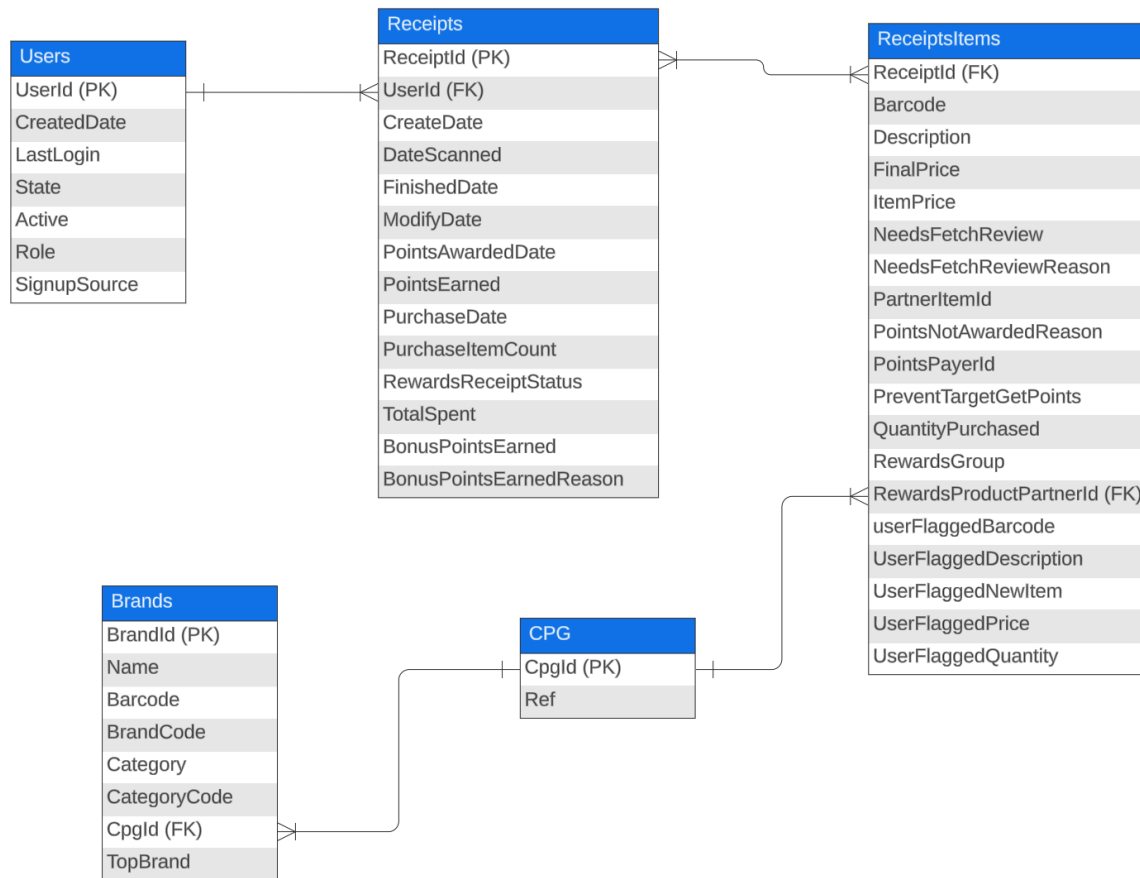 Users
UserId (PK)
CreatedDate
LastLogin
State
Active
Role
SignupSource
Receipts
ReceiptId (PK)
UserId (FK)
CreateDate
DateScanned
FinishedDate
ModifyDate
PointsAwardedDate
PointsEarned
PurchaseDate
PurchaseItemCount
RewardsReceiptStatus
TotalSpent
BonusPointsEarned
BonusPointsEarnedReason
ReceiptsItems
ReceiptId (FK)
Barcode
Description
FinalPrice
ItemPrice
NeedsFetchReview
NeedsFetchReviewReason
PartnerItemId
PointsNotAwardedReason
PointsPayerId
PreventTargetGetPoints
QuantityPurchased
RewardsGroup
RewardsProductPartnerId (FK)
userFlaggedBarcode
UserFlaggedDescription
UserFlaggedNewItem
UserFlaggedPrice
UserFlaggedQuantity
Brands
BrandId (PK)
Name
Barcode
BrandCode
Category
CategoryCode
CpgId (FK)
TopBrand
CPG
CpgId (PK)
Ref